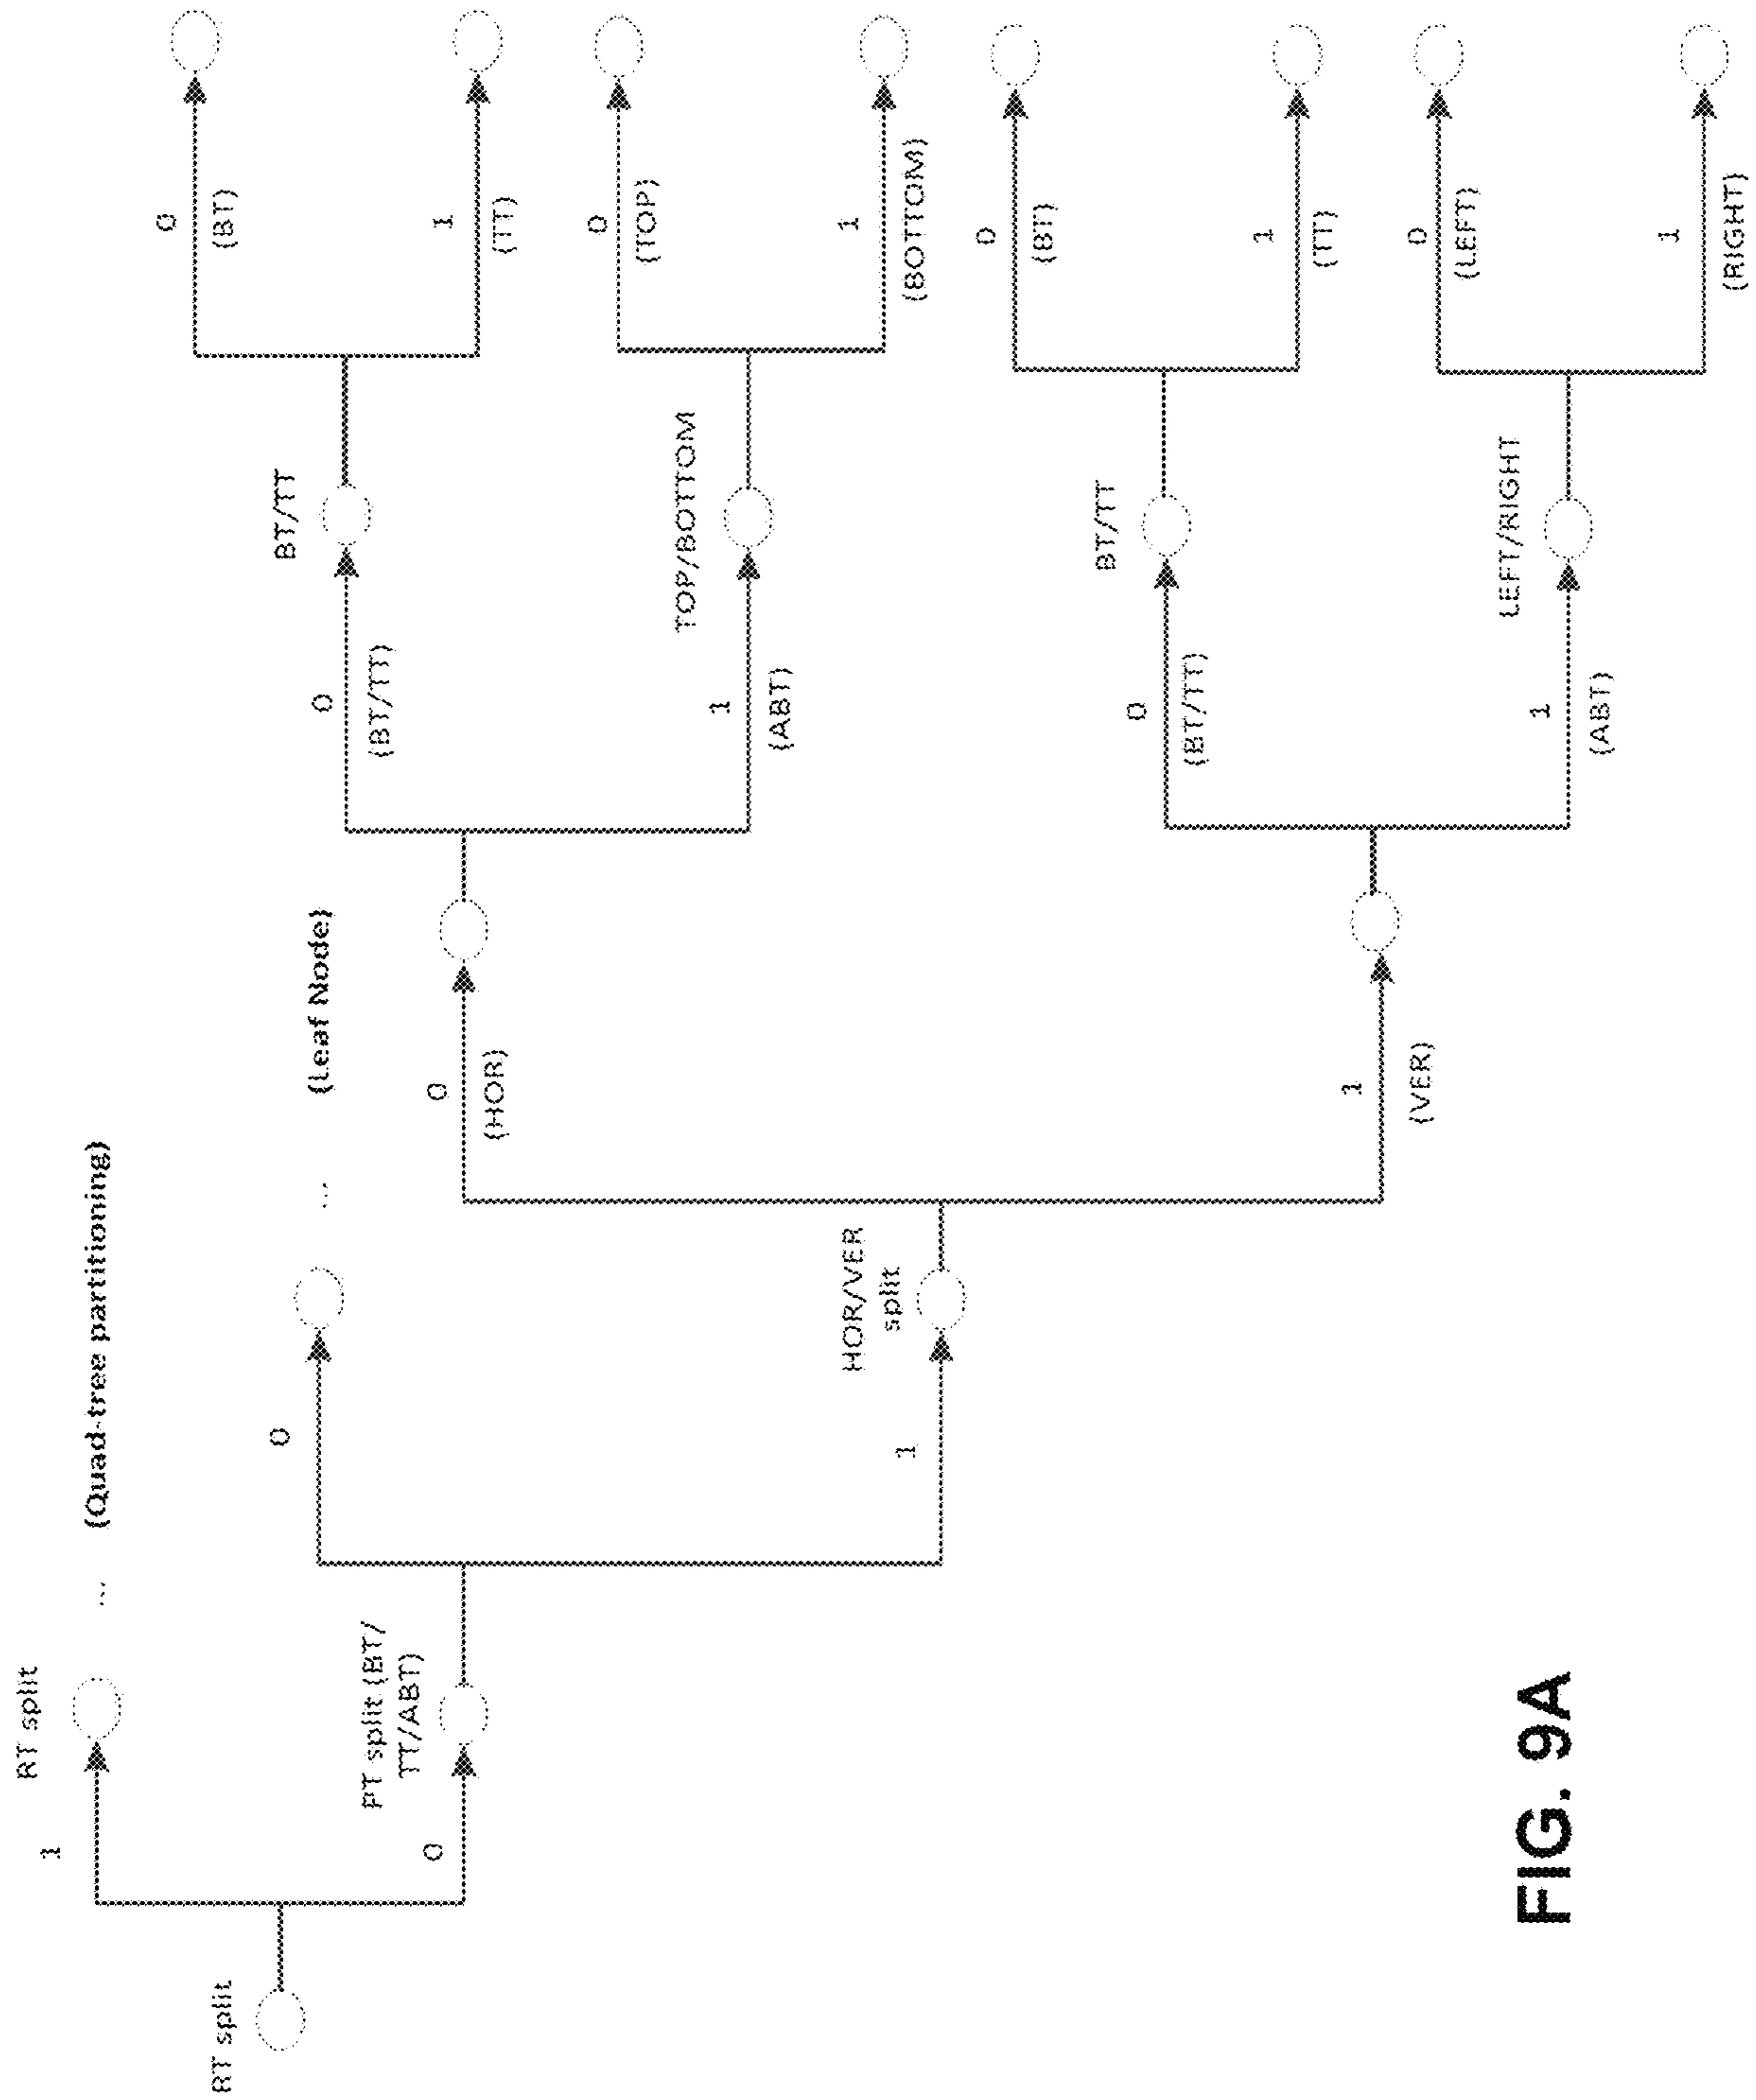 RT split
1
RT split
...
(Quad-tree partitioning)
0
PT split (BT/
TT/ABT)
0
...
(Leaf Node)
1
HOR/VER
split
0
(HOR)
0
(BT/TT)
BT/TT
0
(BT)
1
(TT)
1
(ABT)
TOP/BOTTOM
0
(TOP)
1
(BOTTOM)
1
(VER)
0
(BT/TT)
BT/TT
0
(BT)
1
(TT)
1
(ABT)
LEFT/RIGHT
0
(LEFT)
1
(RIGHT)
FIG. 9A